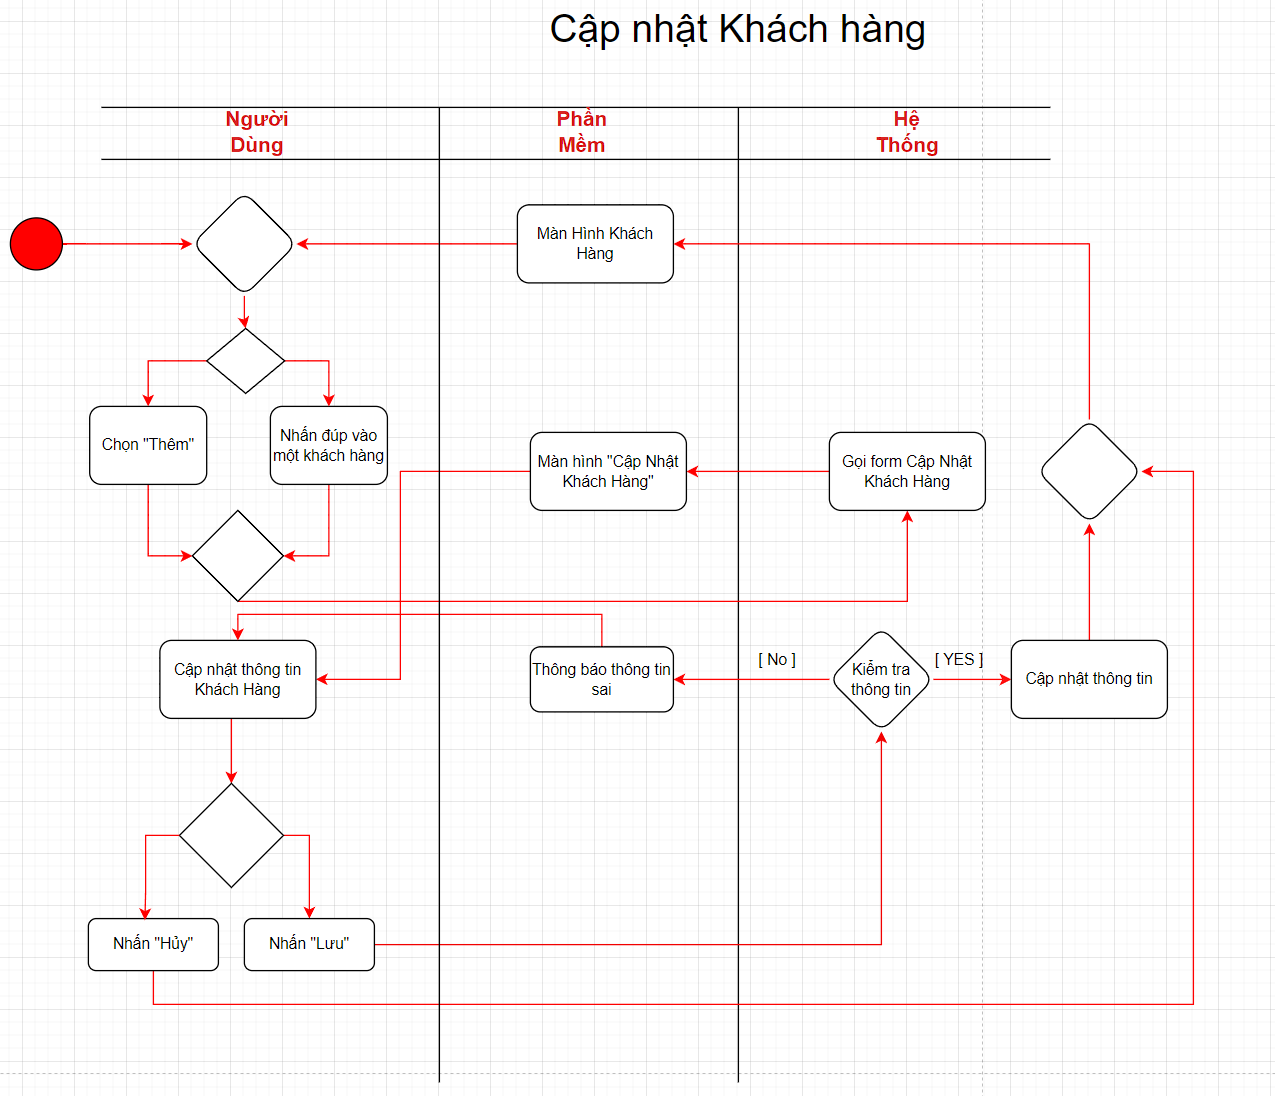 Cập nhật Khách hàng
Người
Dùng
Phần
Mềm
Hệ
Thống
Màn Hình Khách
Hàng
Chọn "Thêm"
Nhấn đúp vào
một khách hàng
Màn hình "Cập Nhật
Khách Hàng"
Gọi form Cập Nhật
Khách Hàng
Cập nhật thông tin
Khách Hàng
Thông báo thông tin
sai
[ No ]
Kiểm tra
thông tin
[ YES ]
Cập nhật thông tin
Nhấn "Hủy"
Nhấn "Lưu"